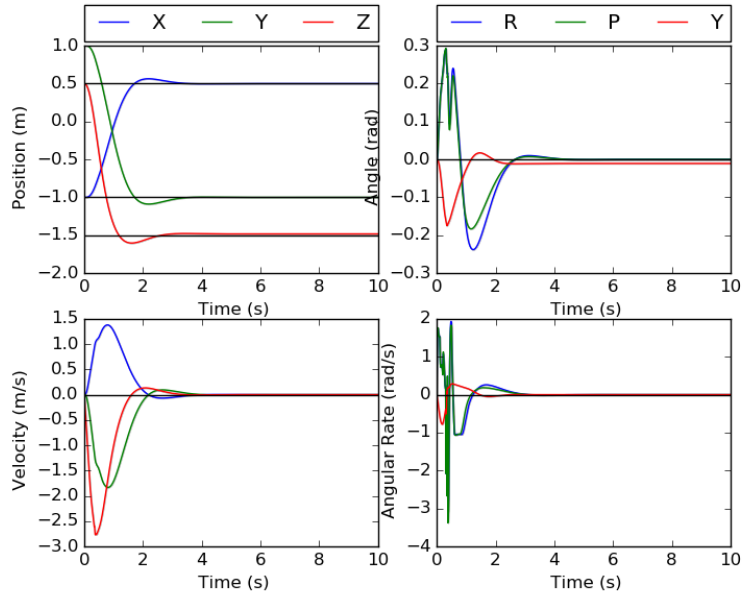 X Y Z
R P Y
1.0
0.5
0.0
−0.5
−1.0
−1.5
−2.0
Position (m)
0 2 4 6 8 10
Time (s)
0.3
0.2
0.1
0.0
−0.1
−0.2
−0.3
Angle (rad)
0 2 4 6 8 10
Time (s)
1.5
1.0
0.5
0.0
−0.5
−1.0
−1.5
−2.0
−2.5
−3.0
Velocity (m/s)
0 2 4 6 8 10
Time (s)
2
1
0
−1
−2
−3
−4
Angular Rate (rad/s)
0 2 4 6 8 10
Time (s)